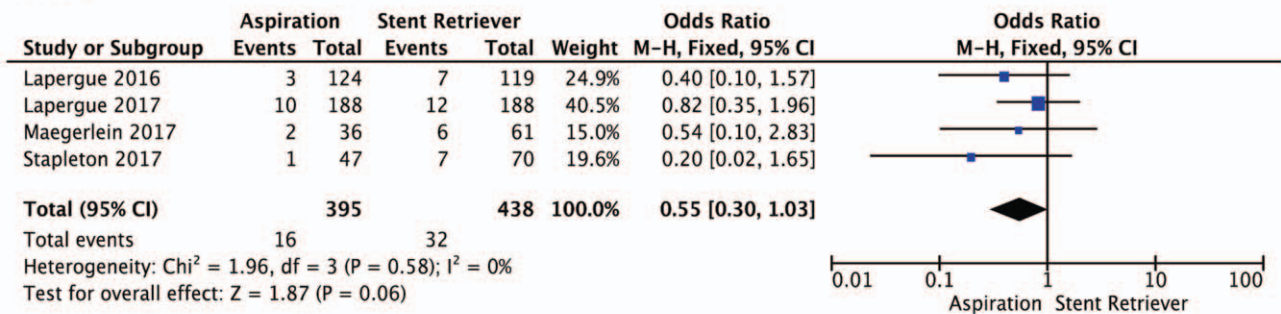 Aspiration Stent Retriever Odds Ratio Odds Ratio
Study or Subgroup Events Total Events Total Weight M-H, Fixed, 95% CI M-H, Fixed, 95% CI
Lapergue 2016 3 124 7 119 24.9% 0.40 [0.10, 1.57]
Lapergue 2017 10 188 12 188 40.5% 0.82 [0.35, 1.96]
Maegerlein 2017 2 36 6 61 15.0% 0.54 [0.10, 2.83]
Stapleton 2017 1 47 7 70 19.6% 0.20 [0.02, 1.65]
Total (95% CI) 395 438 100.0% 0.55 [0.30, 1.03]
Total events 16 32
Heterogeneity: Chi² = 1.96, df = 3 (P = 0.58); I² = 0%
Test for overall effect: Z = 1.87 (P = 0.06)
0.01 0.1 1 10 100
Aspiration Stent Retriever